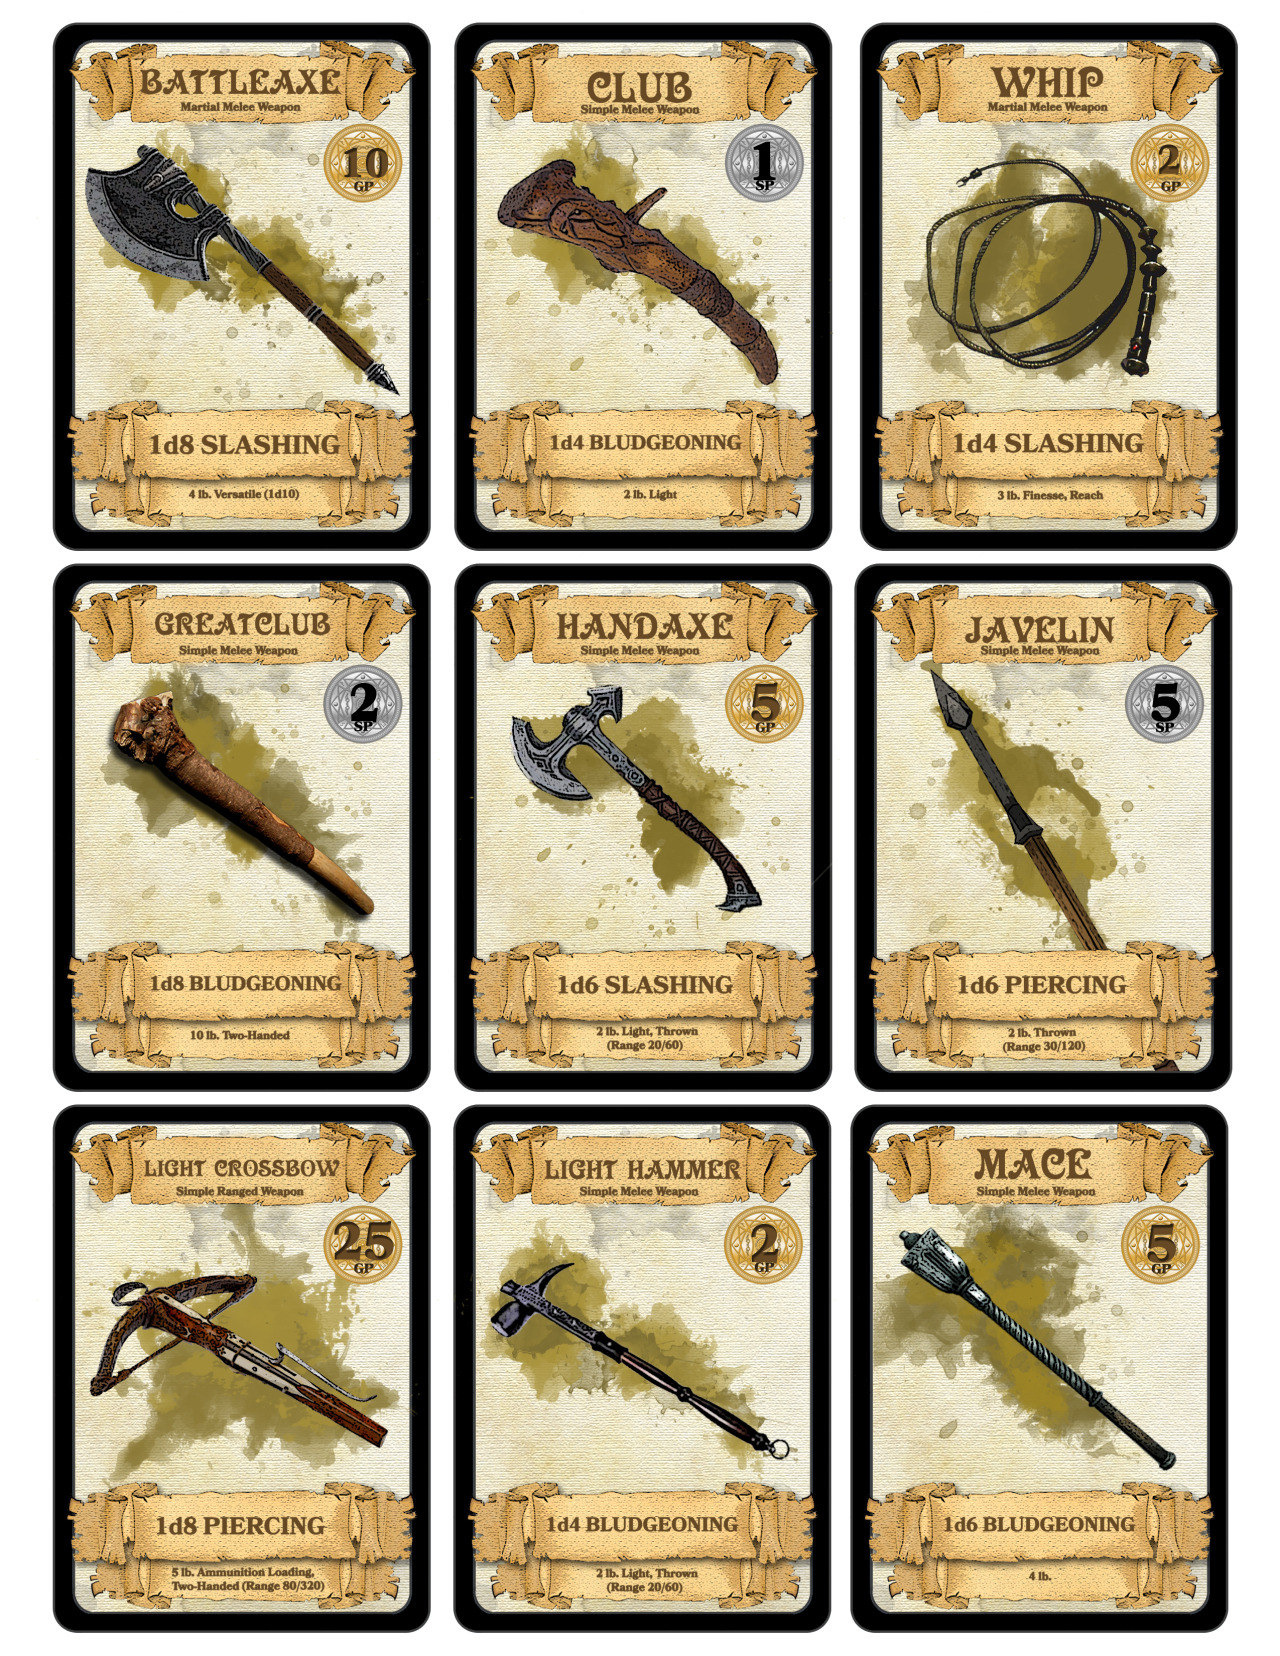 BATTLEAXE
Martial Melee Weapon
10
GP
1d8 SLASHING
4 lb. Versatile (1d10)
CLUB
Simple Melee Weapon
1
SP
1d4 BLUDGEONING
2 lb. Light
WHIP
Martial Melee Weapon
2
GP
1d4 SLASHING
3 lb. Finesse, Reach
GREATCLUB
Simple Melee Weapon
2
SP
1d8 BLUDGEONING
10 lb. Two-Handed
HANDAXE
Simple Melee Weapon
5
GP
1d6 SLASHING
2 lb. Light, Thrown
(Range 20/60)
JAVELIN
Simple Melee Weapon
5
SP
1d6 PIERCING
2 lb. Thrown
(Range 30/120)
LIGHT CROSSBOW
Simple Ranged Weapon
25
GP
1d8 PIERCING
5 lb. Ammunition Loading,
Two-Handed (Range 80/320)
LIGHT HAMMER
Simple Melee Weapon
2
GP
1d4 BLUDGEONING
2 lb. Light, Thrown
(Range 20/60)
MACE
Simple Melee Weapon
5
GP
1d6 BLUDGEONING
4 lb.